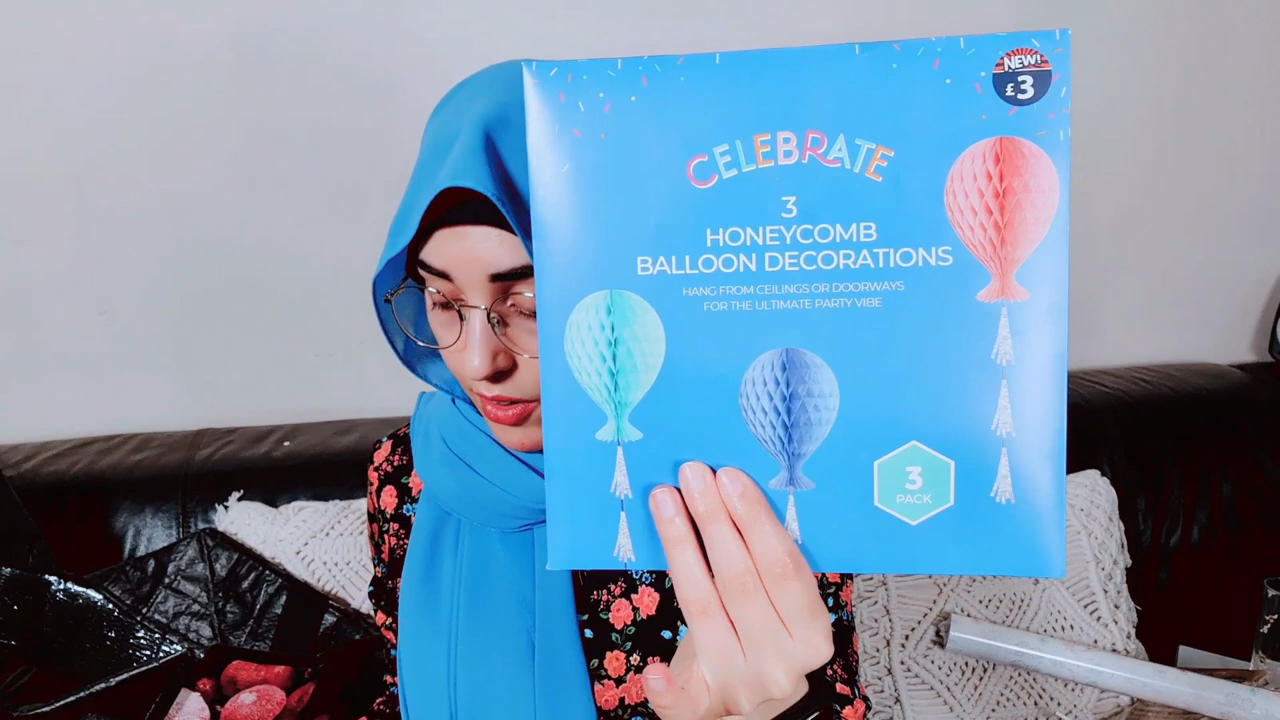 NEW!
£3
CELEBRATE
3
HONEYCOMB
BALLOON DECORATIONS
HANG FROM CEILINGS OR DOORWAYS
FOR THE ULTIMATE PARTY VIBE
3
PACK